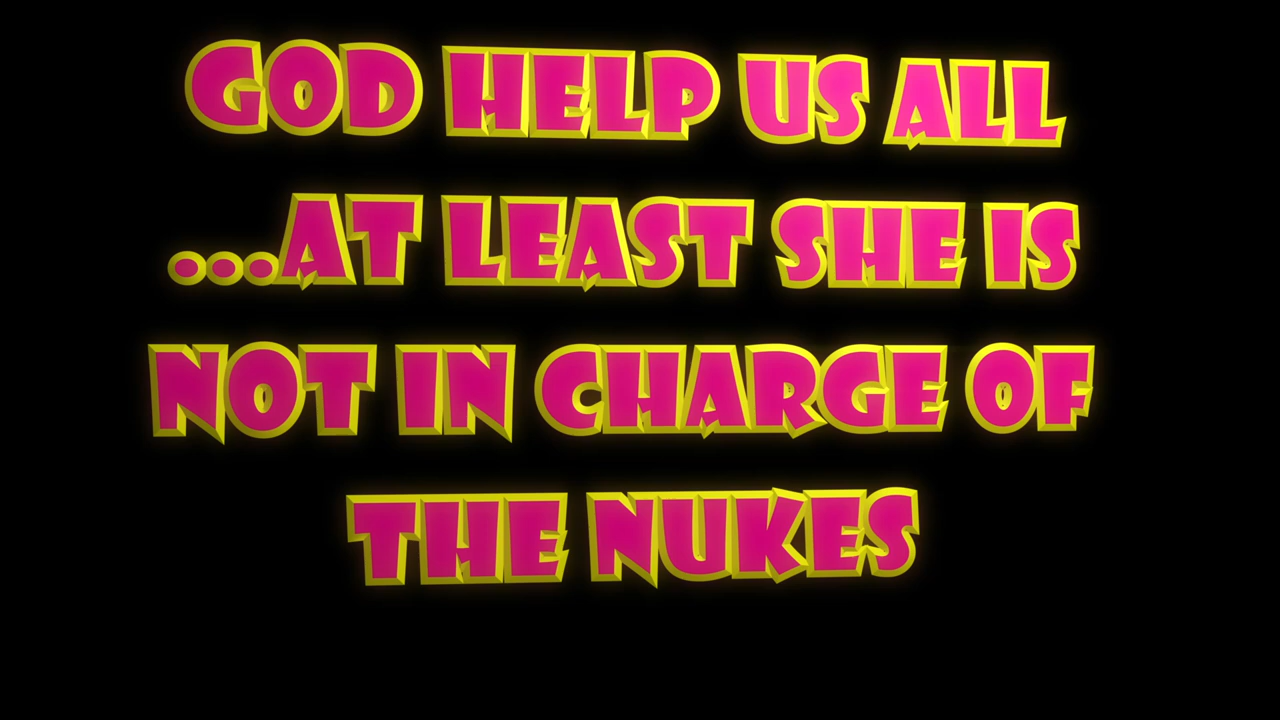 GOD HELP US ALL
...AT LEAST SHE IS
NOT IN CHARGE OF
THE NUKES